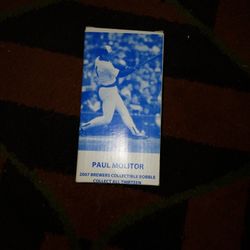 PAUL MOLITOR
2007 BREWERS COLLECTIBLE BOBBLE
COLLECT ALL THIRTEEN